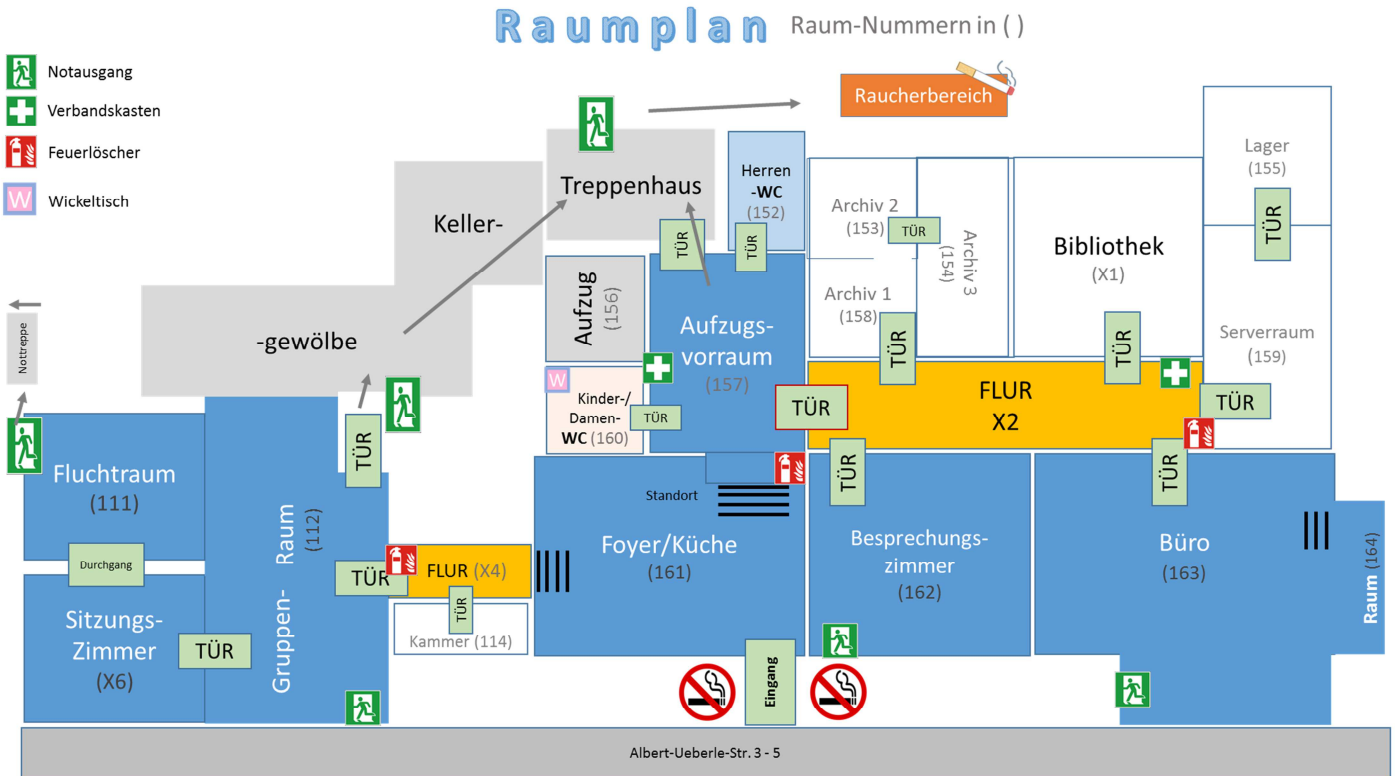 Raumplan Raum-Nummern in ( )
Notausgang
Verbandskasten
Feuerlöscher
W Wickeltisch
Raucherbereich
Treppenhaus
Keller-
-gewölbe
Nottreppe
Herren
-WC
(152)
TÜR
TÜR
Archiv 2
(153)
TÜR
Archiv 3
(154)
Archiv 1
(158)
TÜR
Bibliothek
(X1)
TÜR
Lager
(155)
TÜR
Serverraum
(159)
TÜR
Aufzug
(156)
Aufzugs-
vorraum
(157)
W
Kinder-/
Damen-
WC (160)
TÜR
TÜR
FLUR
X2
TÜR
TÜR
Fluchtraum
(111)
Durchgang
Sitzungs-
Zimmer
(X6)
TÜR
Gruppen- Raum
(112)
TÜR
TÜR
FLUR (X4)
TÜR
Kammer (114)
Standort
Foyer/Küche
(161)
Eingang
Besprechungs-
zimmer
(162)
Büro
(163)
Raum (164)
Albert-Ueberle-Str. 3 - 5